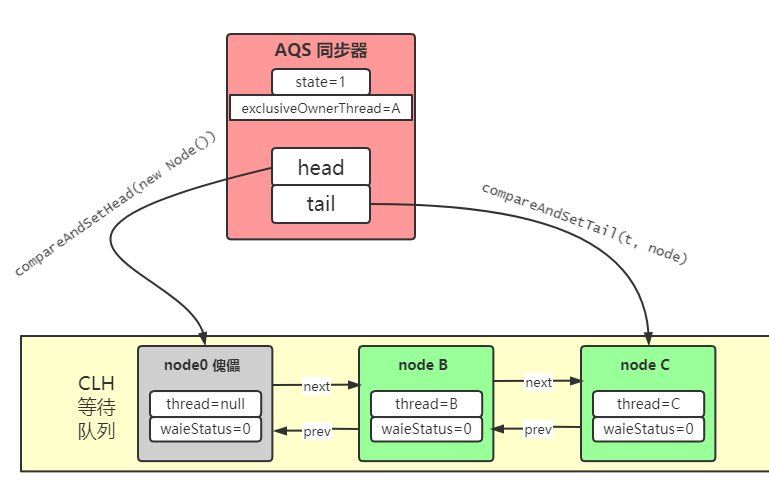 AQS 同步器
state=1
exclusiveOwnerThread=A
head
tail
compareAndSetHead(new Node())
compareAndSetTail(t, node)
CLH
等待
队列
node0 傀儡
thread=null
waieStatus=0
next
prev
node B
thread=B
waieStatus=0
next
prev
node C
thread=C
waieStatus=0